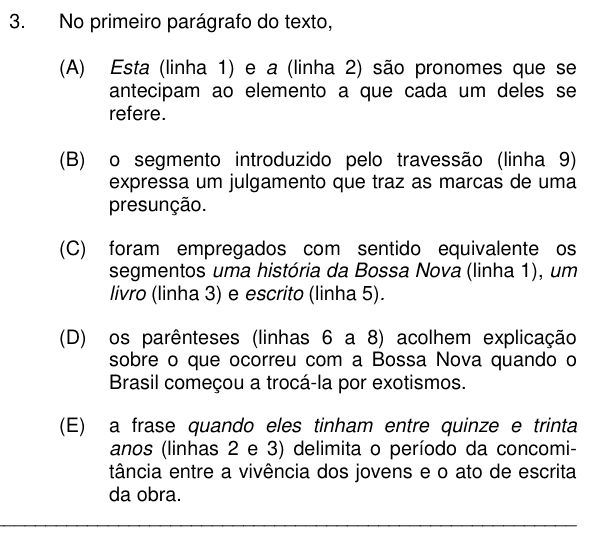 3. No primeiro parágrafo do texto,
(A) Esta (linha 1) e a (linha 2) são pronomes que se
antecipam ao elemento a que cada um deles se
refere.
(B) o segmento introduzido pelo travessão (linha 9)
expressa um julgamento que traz as marcas de uma
presunção.
(C) foram empregados com sentido equivalente os
segmentos uma história da Bossa Nova (linha 1), um
livro (linha 3) e escrito (linha 5).
(D) os parênteses (linhas 6 a 8) acolhem explicação
sobre o que ocorreu com a Bossa Nova quando o
Brasil começou a trocá-la por exotismos.
(E) a frase quando eles tinham entre quinze e trinta
anos (linhas 2 e 3) delimita o período da concomi-
tância entre a vivência dos jovens e o ato de escrita
da obra.